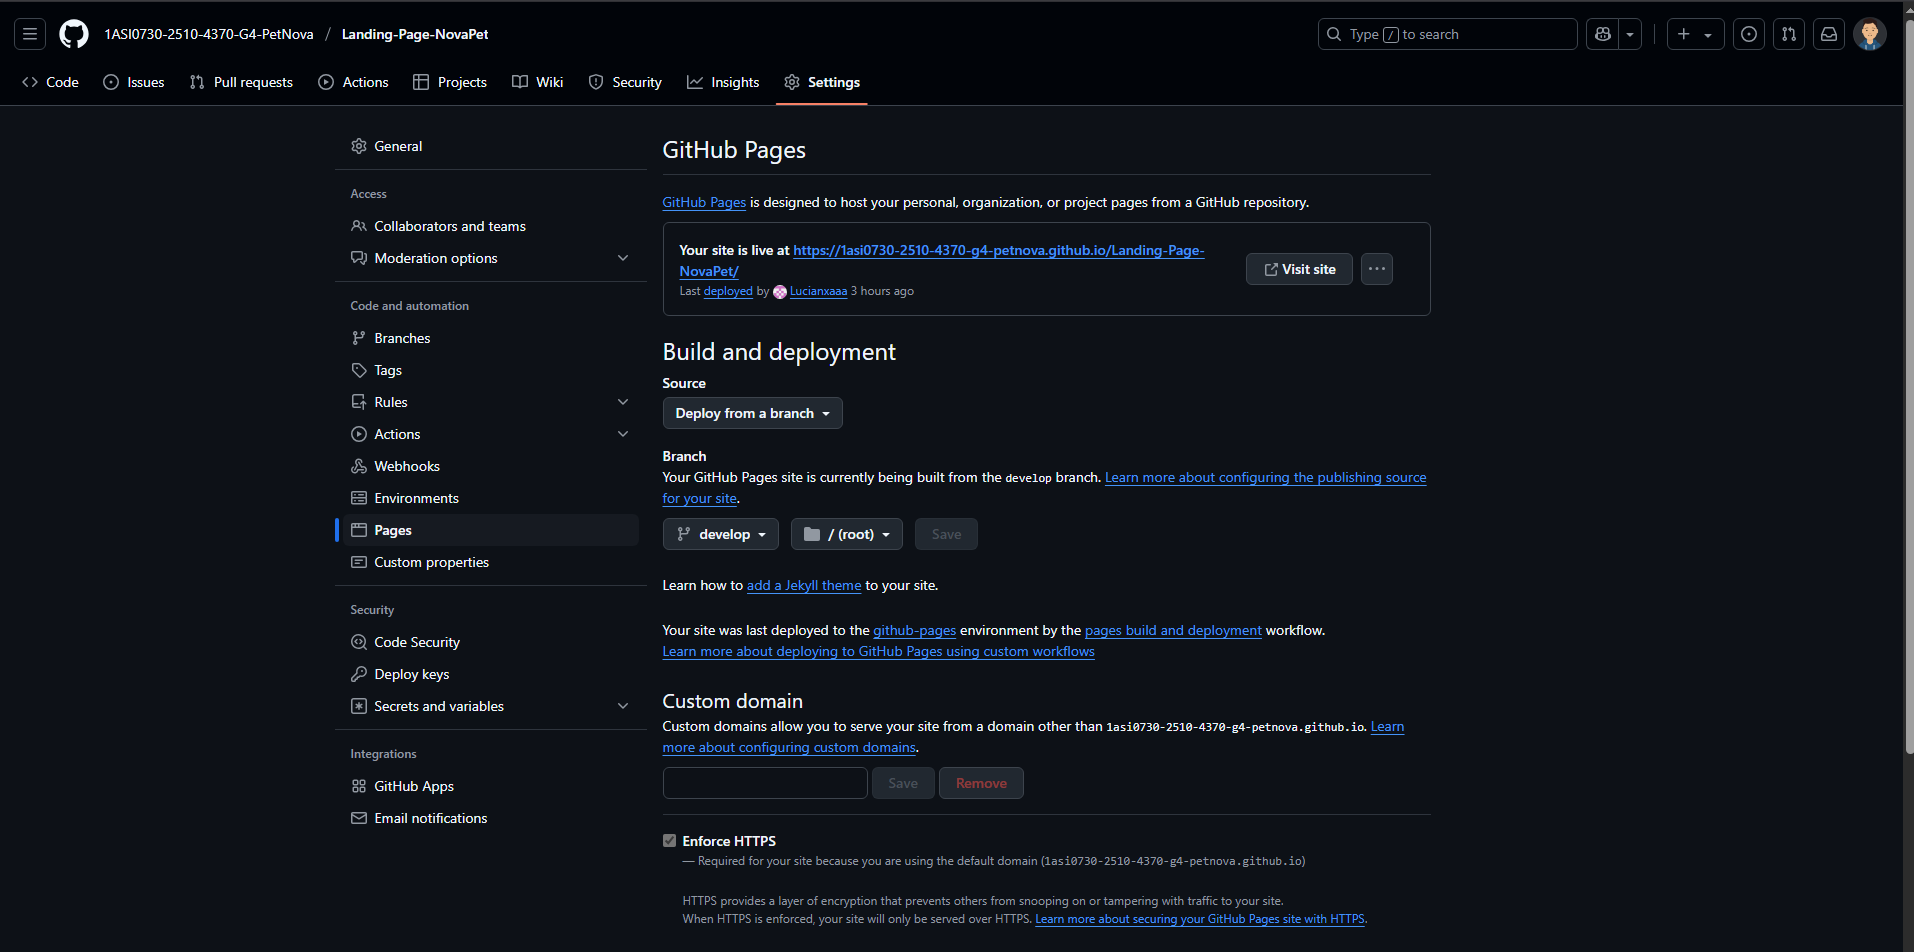 1ASI0730-2510-4370-G4-PetNova / Landing-Page-NovaPet
Type / to search
Code Issues Pull requests Actions Projects Wiki Security Insights Settings
General
Access
Collaborators and teams
Moderation options
Code and automation
Branches
Tags
Rules
Actions
Webhooks
Environments
Pages
Custom properties
Security
Code Security
Deploy keys
Secrets and variables
Integrations
GitHub Apps
Email notifications
GitHub Pages
GitHub Pages is designed to host your personal, organization, or project pages from a GitHub repository.
Your site is live at https://1asi0730-2510-4370-g4-petnova.github.io/Landing-Page-
NovaPet/
Last deployed by Lucianxaaa 3 hours ago
Visit site
Build and deployment
Source
Deploy from a branch
Branch
Your GitHub Pages site is currently being built from the develop branch. Learn more about configuring the publishing source
for your site.
develop / (root) Save
Learn how to add a Jekyll theme to your site.
Your site was last deployed to the github-pages environment by the pages build and deployment workflow.
Learn more about deploying to GitHub Pages using custom workflows
Custom domain
Custom domains allow you to serve your site from a domain other than 1asi0730-2510-4370-g4-petnova.github.io. Learn
more about configuring custom domains.
Save Remove
Enforce HTTPS
— Required for your site because you are using the default domain (1asi0730-2510-4370-g4-petnova.github.io)
HTTPS provides a layer of encryption that prevents others from snooping on or tampering with traffic to your site.
When HTTPS is enforced, your site will only be served over HTTPS. Learn more about securing your GitHub Pages site with HTTPS.